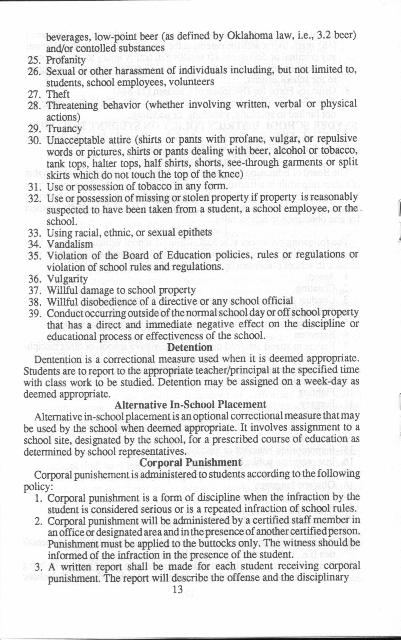 beverages, low-point beer (as defined by Oklahoma law, i.e., 3.2 beer)
and/or contolled substances
25. Profanity
26. Sexual or other harassment of individuals including, but not limited to,
students, school employees, volunteers
27. Theft
28. Threatening behavior (whether involving written, verbal or physical
actions)
29. Truancy
30. Unacceptable attire (shirts or pants with profane, vulgar, or repulsive
words or pictures, shirts or pants dealing with beer, alcohol or tobacco,
tank tops, halter tops, half shirts, shorts, see-through garments or split
skirts which do not touch the top of the knee)
31. Use or possession of tobacco in any form.
32. Use or possession of missing or stolen property if property is reasonably
suspected to have been taken from a student, a school employee, or the
school.
33. Using racial, ethnic, or sexual epithets
34. Vandalism
35. Violation of the Board of Education policies, rules or regulations or
violation of school rules and regulations.
36. Vulgarity
37. Willful damage to school property
38. Willful disobedience of a directive or any school official
39. Conduct occurring outside of the normal school day or off school property
that has a direct and immediate negative effect on the discipline or
educational process or effectiveness of the school.
Detention
Dentention is a correctional measure used when it is deemed appropriate.
Students are to report to the appropriate teacher/principal at the specified time
with class work to be studied. Detention may be assigned on a week-day as
deemed appropriate.
Alternative In-School Placement
Alternative in-school placement is an optional correctional measure that may
be used by the school when deemed appropriate. It involves assignment to a
school site, designated by the school, for a prescribed course of education as
determined by school representatives.
Corporal Punishment
Corporal punishement is administered to students according to the following
policy:
1. Corporal punishment is a form of discipline when the infraction by the
student is considered serious or is a repeated infraction of school rules.
2. Corporal punishment will be administered by a certified staff member in
an office or designated area and in the presence of another certified person.
Punishment must be applied to the buttocks only. The witness should be
informed of the infraction in the presence of the student.
3. A written report shall be made for each student receiving corporal
punishment. The report will describe the offense and the disciplinary
13